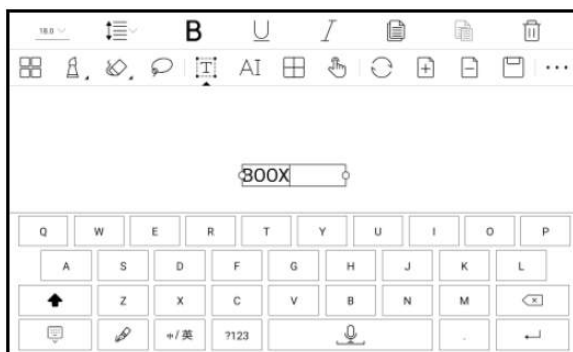 18.0 B U I
T AI
BOOX
Q W E R T Y U I O P
A S D F G H J K L
Z X C V B N M
中/英 ?123 .